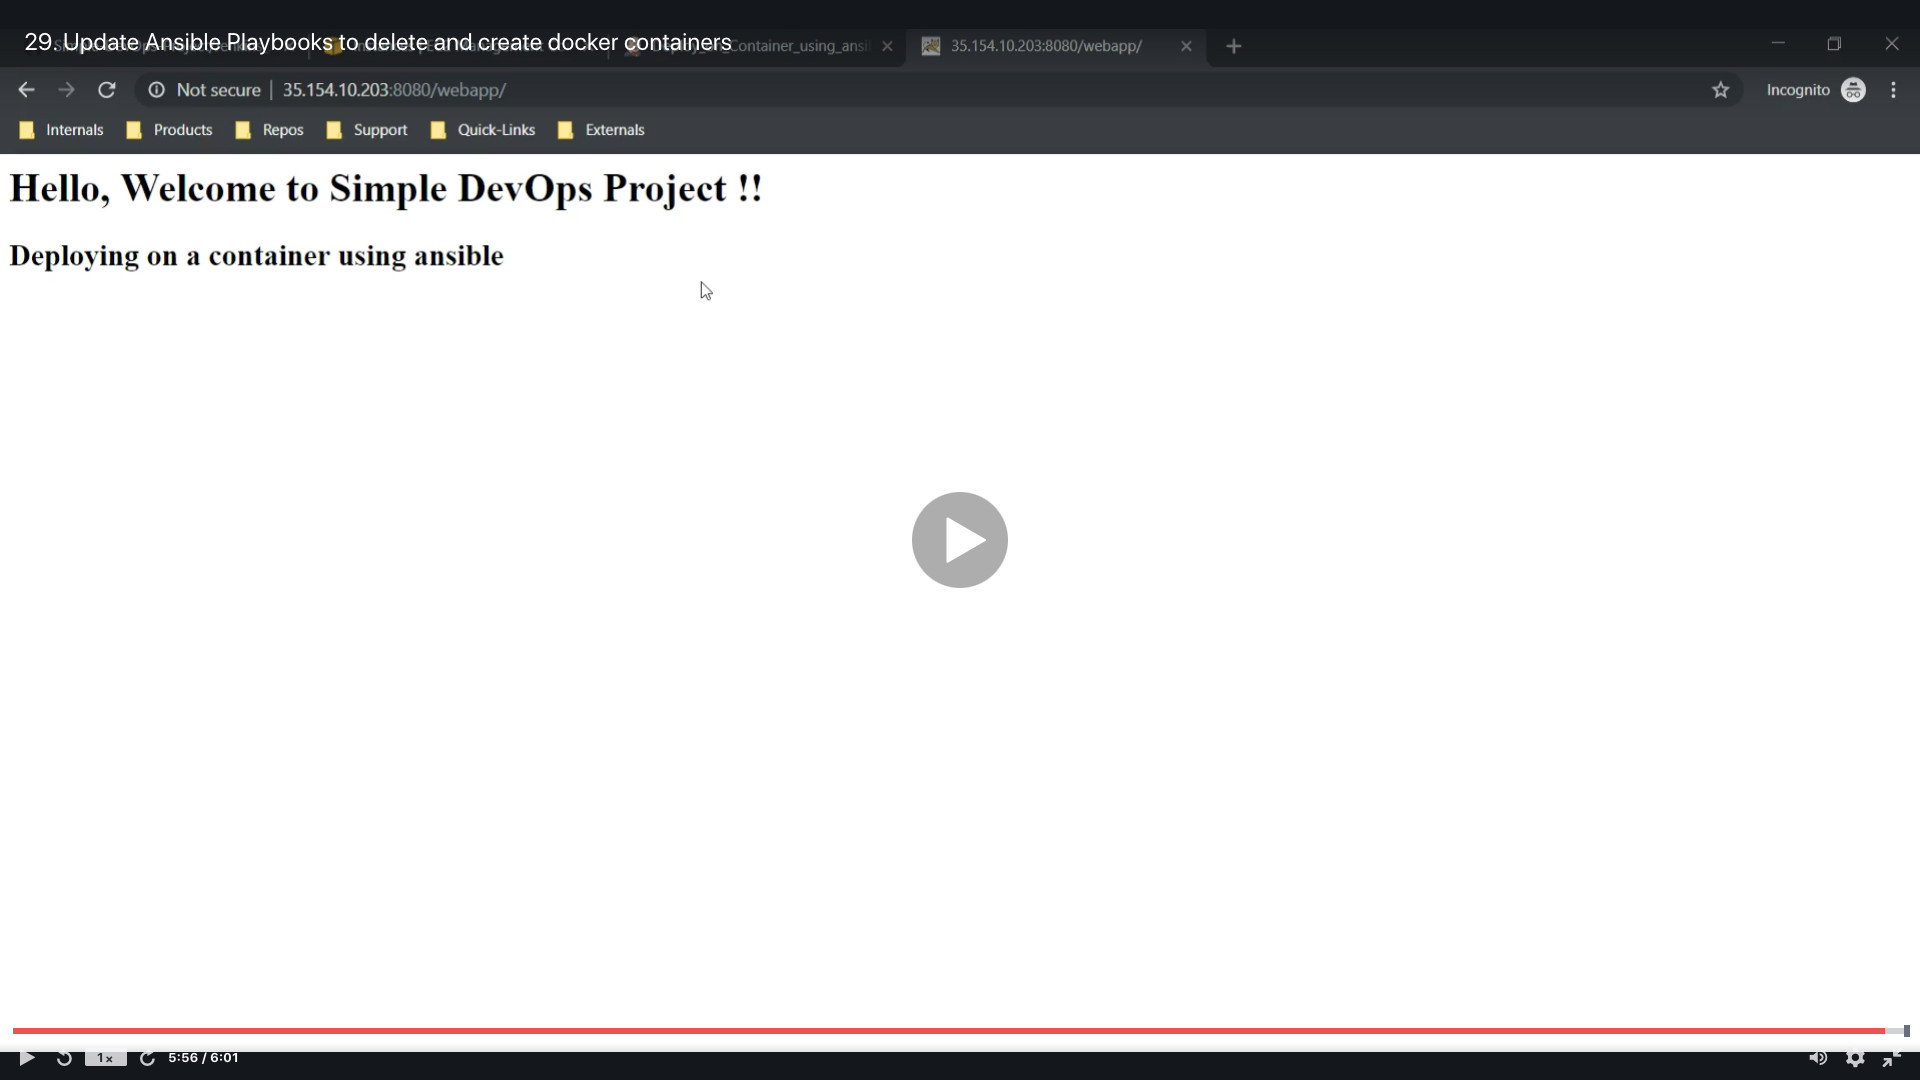 29. Update Ansible Playbooks to delete and create docker containers
Container_using_ansi
35.154.10.203:8080/webapp/
Not secure | 35.154.10.203:8080/webapp/
Incognito
Internals
Products
Repos
Support
Quick-Links
Externals
Hello, Welcome to Simple DevOps Project !!
Deploying on a container using ansible
1x
5:56 / 6:01